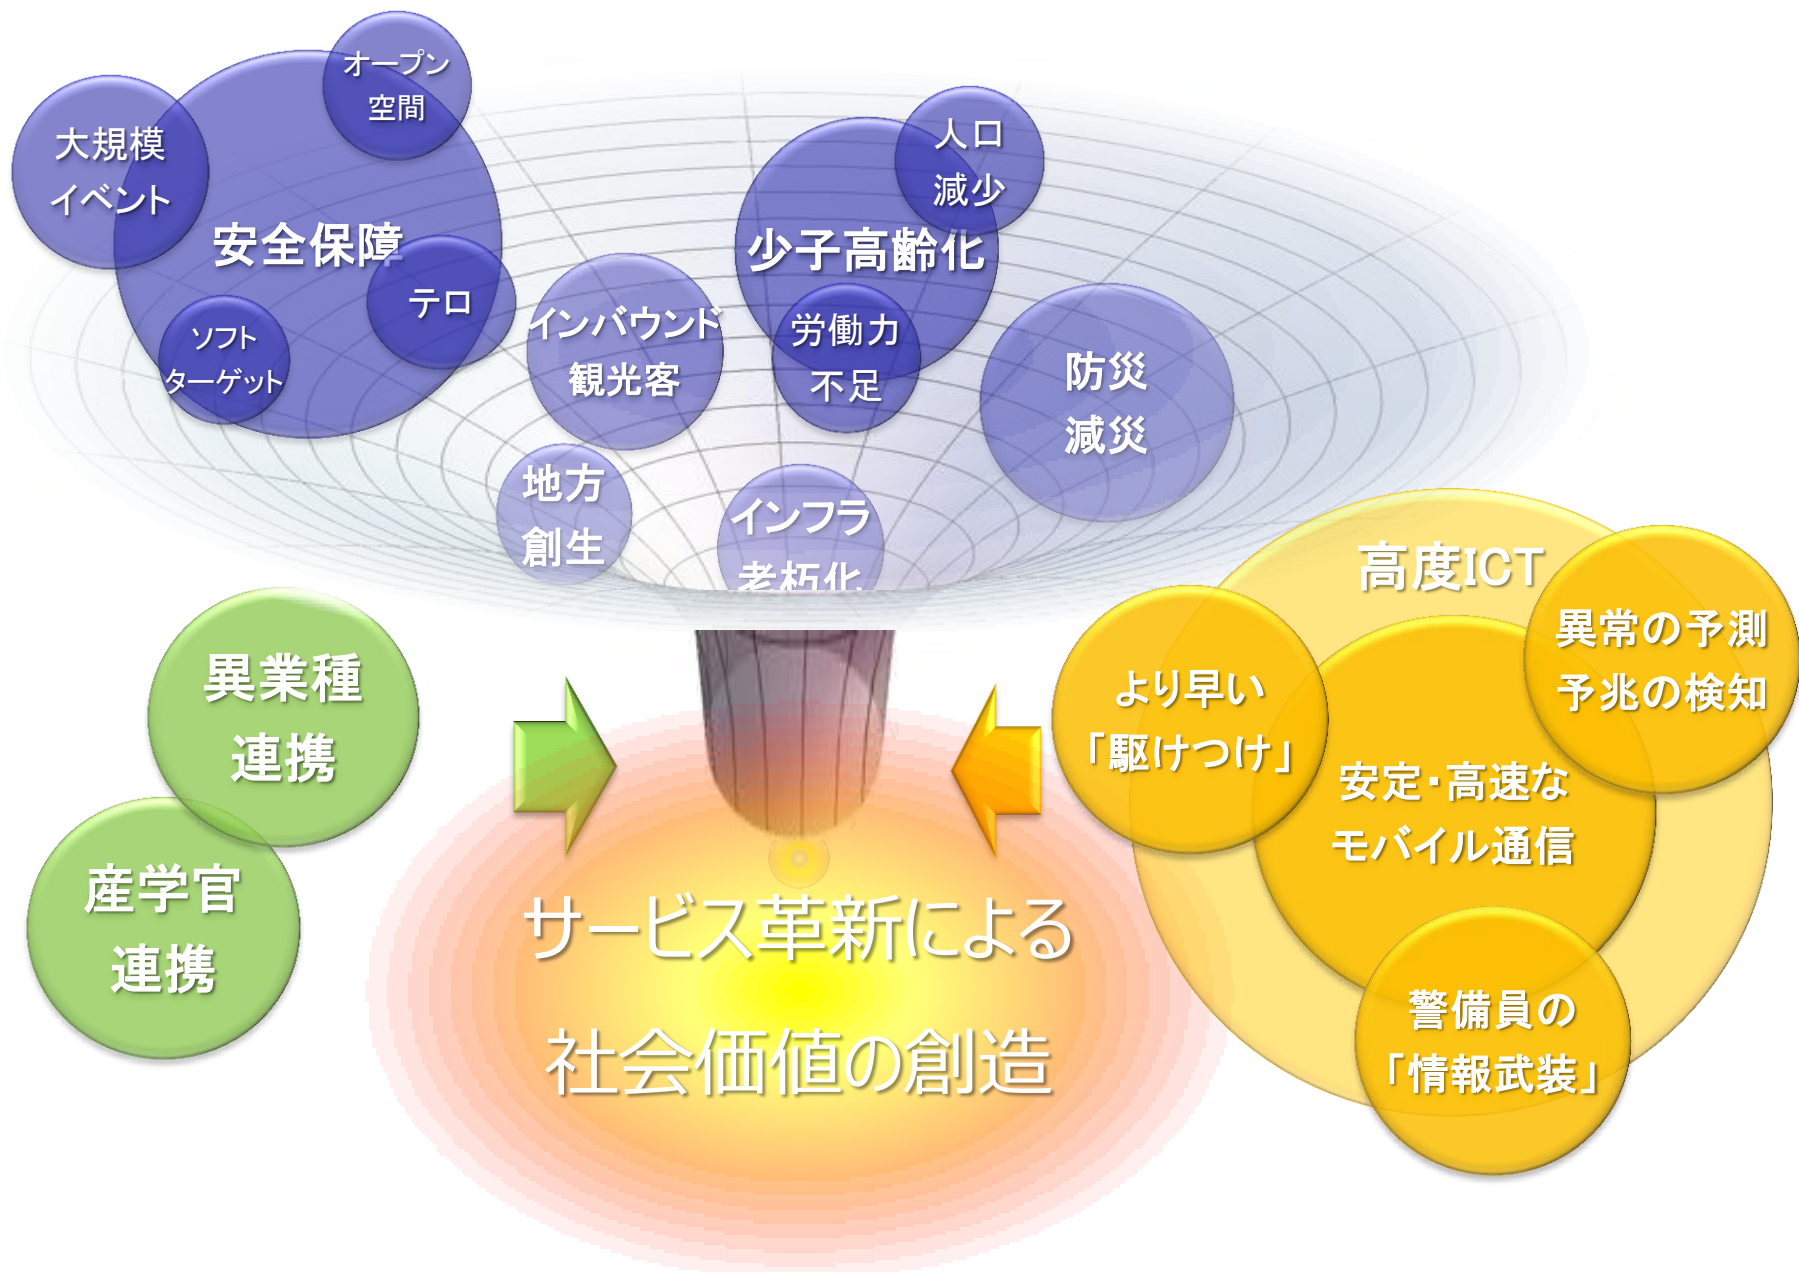 オープン
空間
大規模
イベント
安全保障
テロ
ソフト
ターゲット
人口
減少
少子高齢化
労働力
不足
インバウンド
観光客
防災
減災
地方
創生
インフラ
老朽化
異業種
連携
産学官
連携
高度ICT
異常の予測
予兆の検知
より早い
「駆けつけ」
安定・高速な
モバイル通信
警備員の
「情報武装」
サービス革新による
社会価値の創造